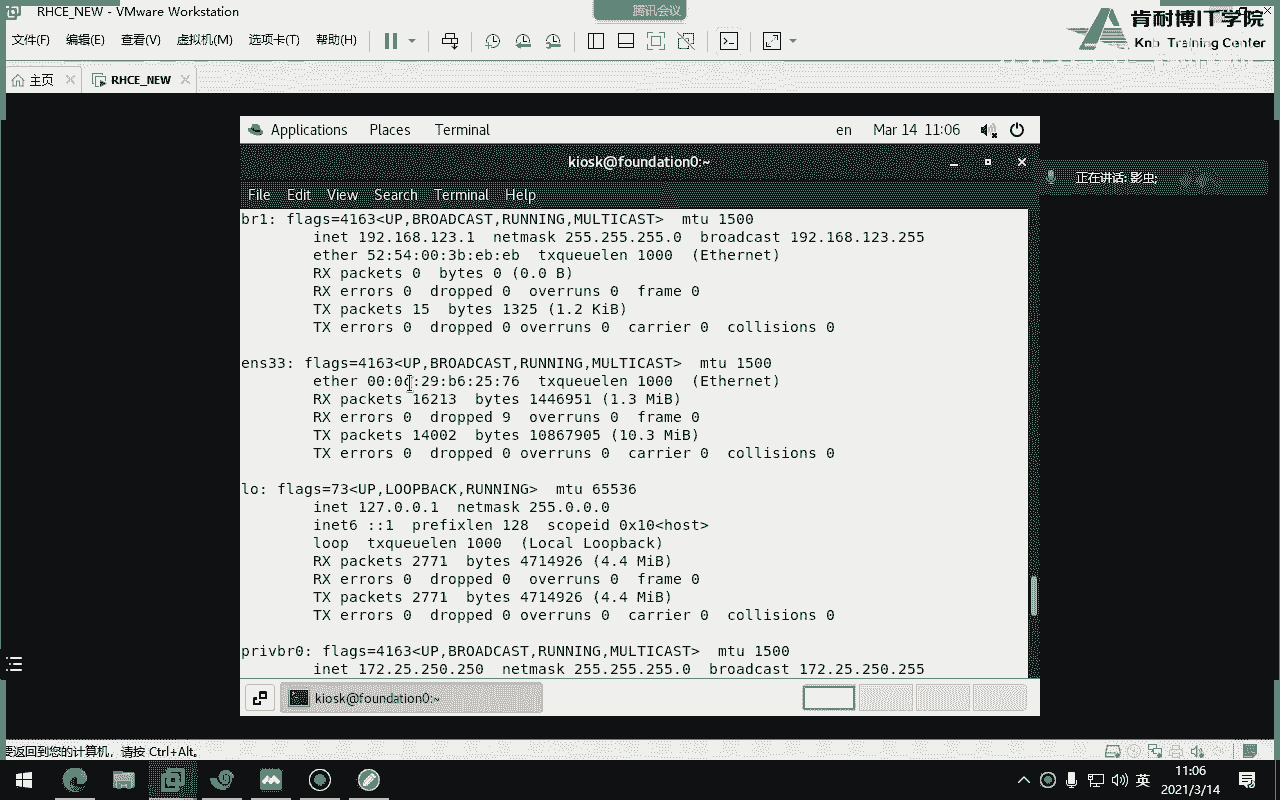 RHCE_NEW - VMware Workstation
腾讯会议
肯耐博IT学院
Knb Training Center
文件(F) 编辑(E) 查看(V) 虚拟机(M) 选项卡(T) 帮助(H)
主页 RHCE_NEW
Applications Places Terminal en Mar 14 11:06
kiosk@foundation0:~
正在讲话: 影虫;
File Edit View Search Terminal Help
br1: flags=4163<UP,BROADCAST,RUNNING,MULTICAST> mtu 1500
inet 192.168.123.1 netmask 255.255.255.0 broadcast 192.168.123.255
ether 52:54:00:3b:eb:eb txqueuelen 1000 (Ethernet)
RX packets 0 bytes 0 (0.0 B)
RX errors 0 dropped 0 overruns 0 frame 0
TX packets 15 bytes 1325 (1.2 KiB)
TX errors 0 dropped 0 overruns 0 carrier 0 collisions 0
ens33: flags=4163<UP,BROADCAST,RUNNING,MULTICAST> mtu 1500
ether 00:0c:29:b6:25:76 txqueuelen 1000 (Ethernet)
RX packets 16213 bytes 1446951 (1.3 MiB)
RX errors 0 dropped 9 overruns 0 frame 0
TX packets 14002 bytes 10867905 (10.3 MiB)
TX errors 0 dropped 0 overruns 0 carrier 0 collisions 0
lo: flags=73<UP,LOOPBACK,RUNNING> mtu 65536
inet 127.0.0.1 netmask 255.0.0.0
inet6 ::1 prefixlen 128 scopeid 0x10<host>
loop txqueuelen 1000 (Local Loopback)
RX packets 2771 bytes 4714926 (4.4 MiB)
RX errors 0 dropped 0 overruns 0 frame 0
TX packets 2771 bytes 4714926 (4.4 MiB)
TX errors 0 dropped 0 overruns 0 carrier 0 collisions 0
privbr0: flags=4163<UP,BROADCAST,RUNNING,MULTICAST> mtu 1500
inet 172.25.250.250 netmask 255.255.255.0 broadcast 172.25.250.255
kiosk@foundation0:~
要返回到您的计算机，请按 Ctrl+Alt。
英 11:06
2021/3/14